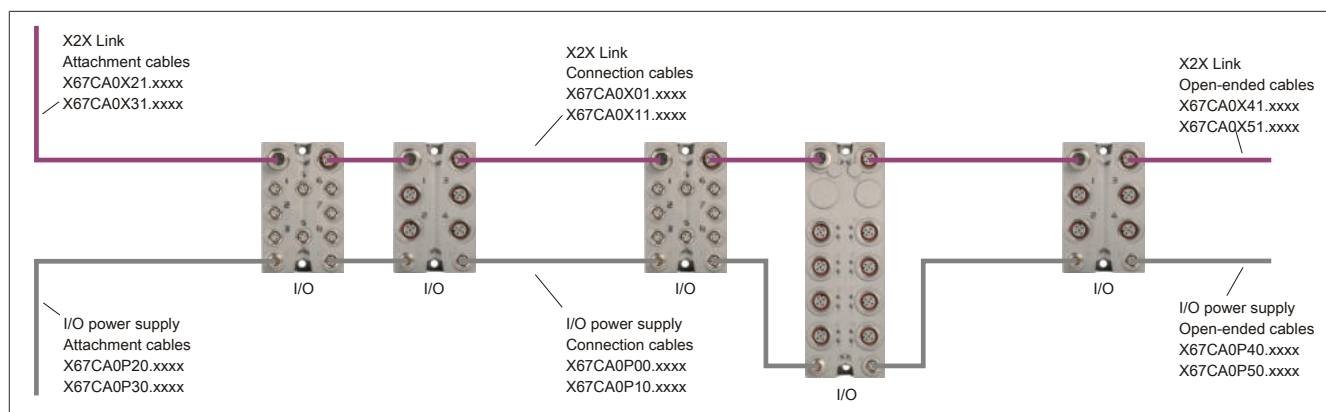 X2X Link
Attachment cables
X67CA0X21.xxxx
X67CA0X31.xxxx
X2X Link
Connection cables
X67CA0X01.xxxx
X67CA0X11.xxxx
X2X Link
Open-ended cables
X67CA0X41.xxxx
X67CA0X51.xxxx
I/O
I/O
I/O
I/O
I/O
I/O power supply
Attachment cables
X67CA0P20.xxxx
X67CA0P30.xxxx
I/O power supply
Connection cables
X67CA0P00.xxxx
X67CA0P10.xxxx
I/O power supply
Open-ended cables
X67CA0P40.xxxx
X67CA0P50.xxxx